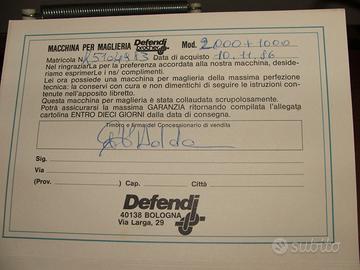 MACCHINA PER MAGLIERIA Defendi brother Mod. 2000+1000
Matricola N. K5104983 Data di acquisto 10.11.86
Nel ringraziarLa per la preferenza accordata alla nostra macchina, deside-
riamo esprimerLe i ns/ complimenti.
Lei ora possiede una macchina per maglieria della massima perfezione
tecnica: la conservi con cura e non dimentichi di seguire le istruzioni con-
tenute nell'apposito libretto.
Questa macchina per maglieria è stata collaudata scrupolosamente.
Potrà assicurarsi la massima GARANZIA ritornando compilata l'allegata
cartolina ENTRO DIECI GIORNI dalla data di consegna.
Timbro e firma del Concessionario di vendita
Sig.
Via
(Prov. ) Cap. Città
Defendi
40138 BOLOGNA
Via Larga, 29
subito